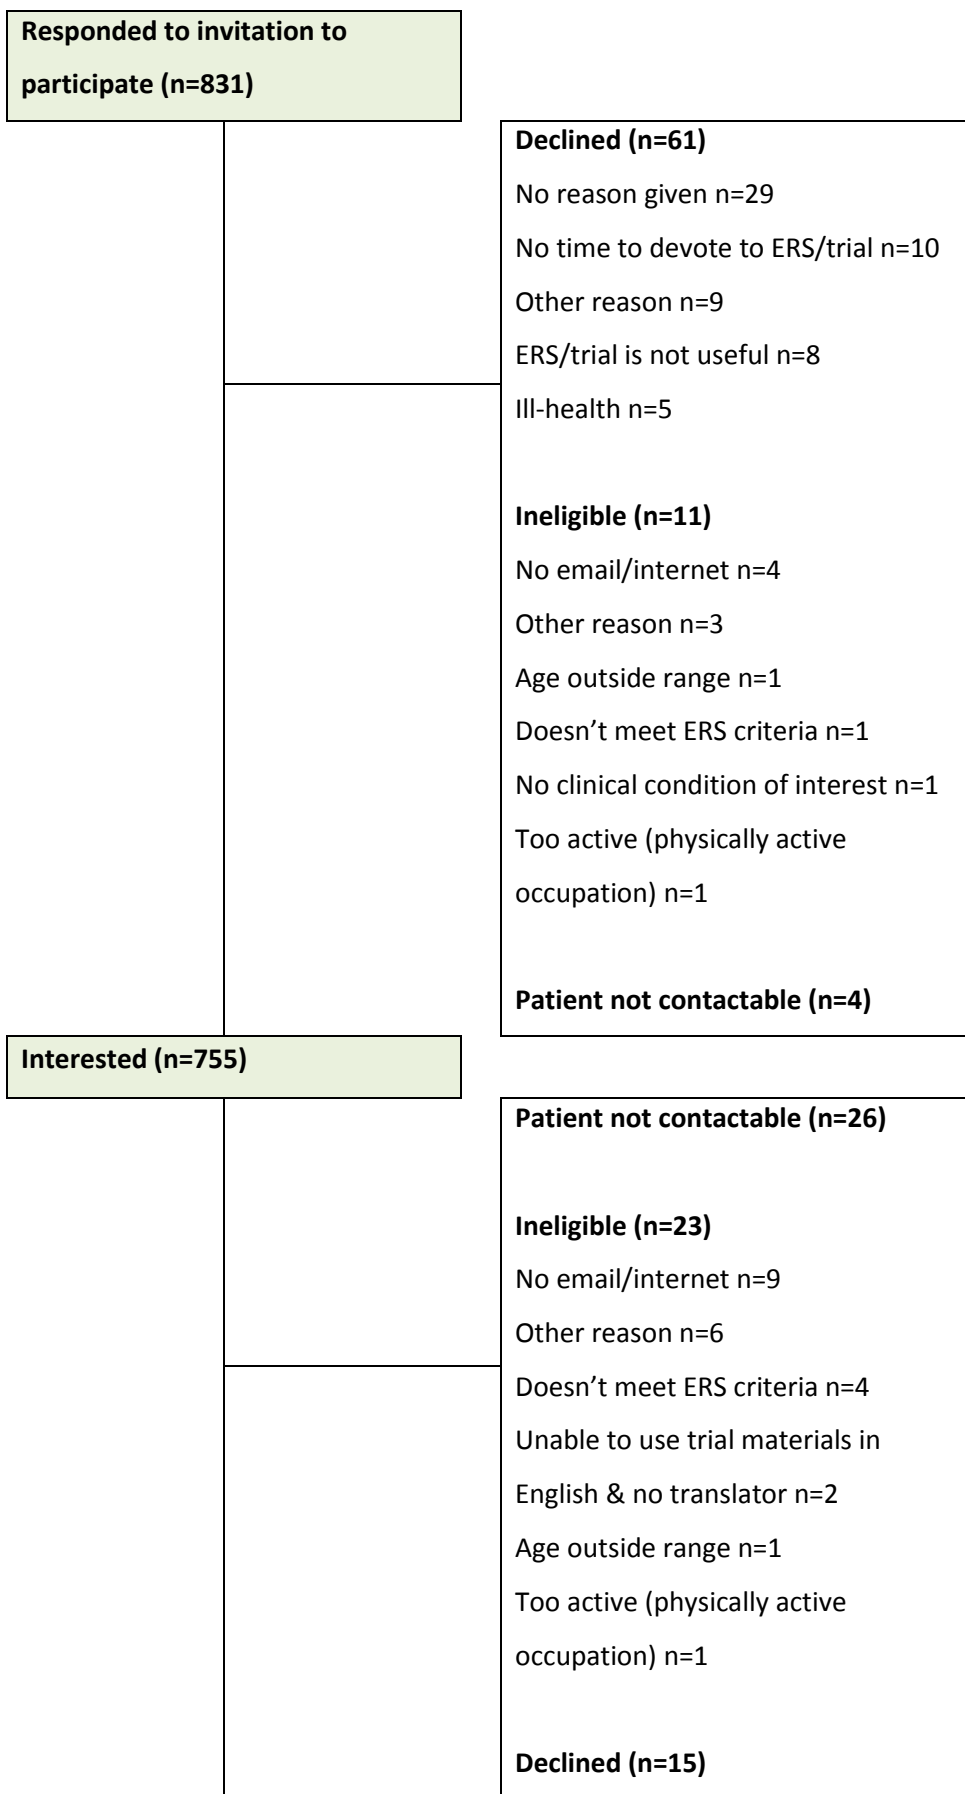 Responded to invitation to
participate (n=831)
Declined (n=61)
No reason given n=29
No time to devote to ERS/trial n=10
Other reason n=9
ERS/trial is not useful n=8
Ill-health n=5
Ineligible (n=11)
No email/internet n=4
Other reason n=3
Age outside range n=1
Doesn’t meet ERS criteria n=1
No clinical condition of interest n=1
Too active (physically active
occupation) n=1
Patient not contactable (n=4)
Interested (n=755)
Patient not contactable (n=26)
Ineligible (n=23)
No email/internet n=9
Other reason n=6
Doesn’t meet ERS criteria n=4
Unable to use trial materials in
English & no translator n=2
Age outside range n=1
Too active (physically active
occupation) n=1
Declined (n=15)